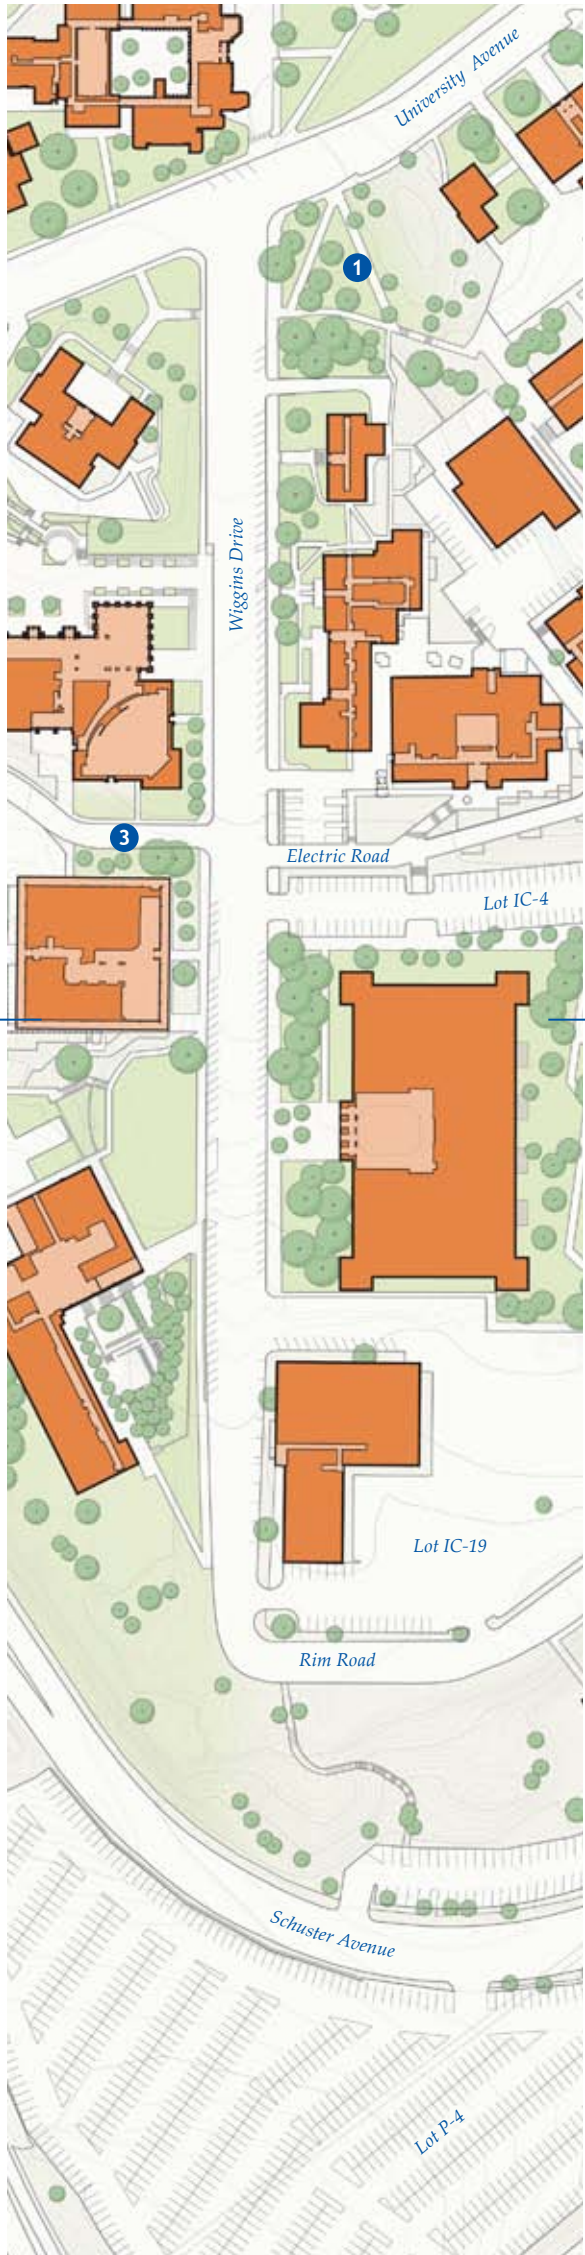 University Avenue
1
Wiggins Drive
3
Electric Road
Lot IC-4
Lot IC-19
Rim Road
Schuster Avenue
Lot P-4